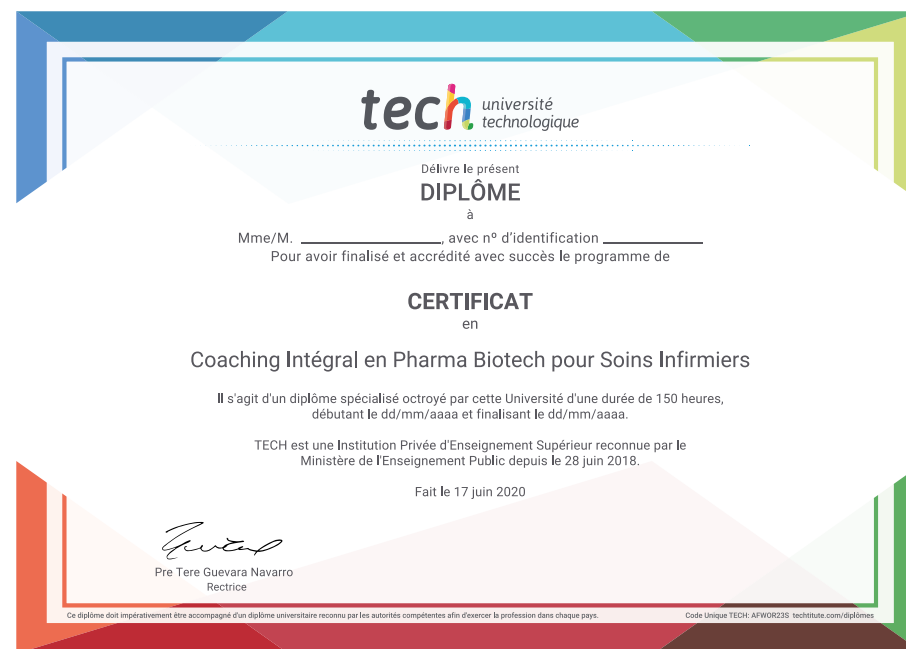 tech université
technologique
Délivre le présent
DIPLÔME
à
Mme/M. ____________________, avec nº d'identification ______________
Pour avoir finalisé et accrédité avec succès le programme de
CERTIFICAT
en
Coaching Intégral en Pharma Biotech pour Soins Infirmiers
Il s'agit d'un diplôme spécialisé octroyé par cette Université d'une durée de 150 heures,
débutant le dd/mm/aaaa et finalisant le dd/mm/aaaa.
TECH est une Institution Privée d'Enseignement Supérieur reconnue par le
Ministère de l'Enseignement Public depuis le 28 juin 2018.
Fait le 17 juin 2020
Pre Tere Guevara Navarro
Rectrice
Ce diplôme doit impérativement être accompagné d'un diplôme universitaire reconnu par les autorités compétentes afin d'exercer la profession dans chaque pays.
Code Unique TECH: AFWOR23S techtitute.com/diplômes